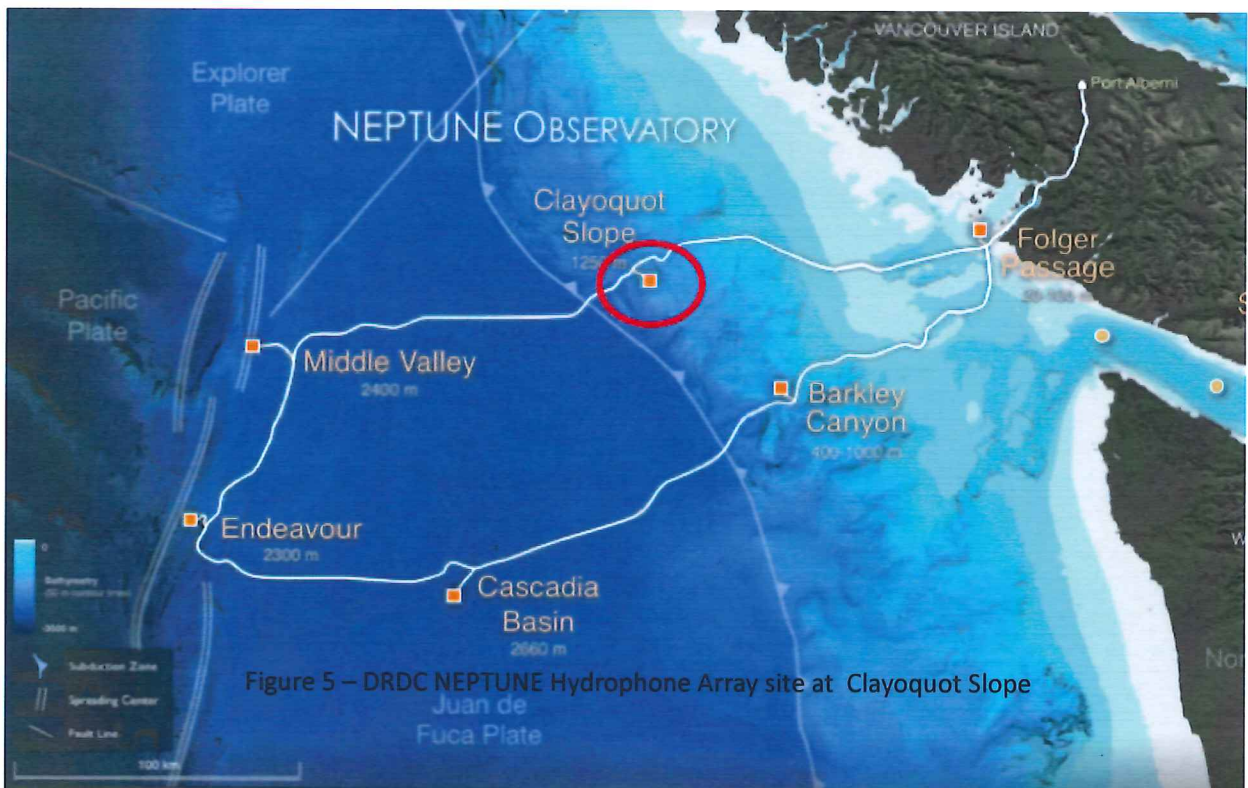 VANCOUVER ISLAND
Port Alberni
Explorer
Plate
NEPTUNE OBSERVATORY
Clayoquot
Slope
Folger
Passage
Pacific
Plate
Middle Valley
2400 m
Barkley
Canyon
400-1000 m
Endeavour
2300 m
0
Bathymetry
Cascadia
Basin
2660 m
Subduction Zone
Spreading Center
Fault Line
Figure 5 – DRDC NEPTUNE Hydrophone Array site at Clayoquot Slope
Juan de
Fuca Plate
100 km